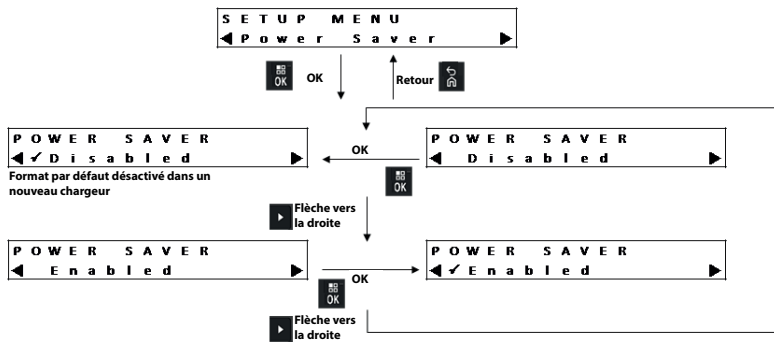 SETUP MENU
◀Power Saver▶
OK
OK
Retour
POWER SAVER
◀✓Disabled▶
Format par défaut désactivé dans un
nouveau chargeur
OK
OK
POWER SAVER
◀ Disabled▶
Flèche vers
la droite
POWER SAVER
◀ Enabled▶
OK
OK
POWER SAVER
◀✓Enabled▶
Flèche vers
la droite